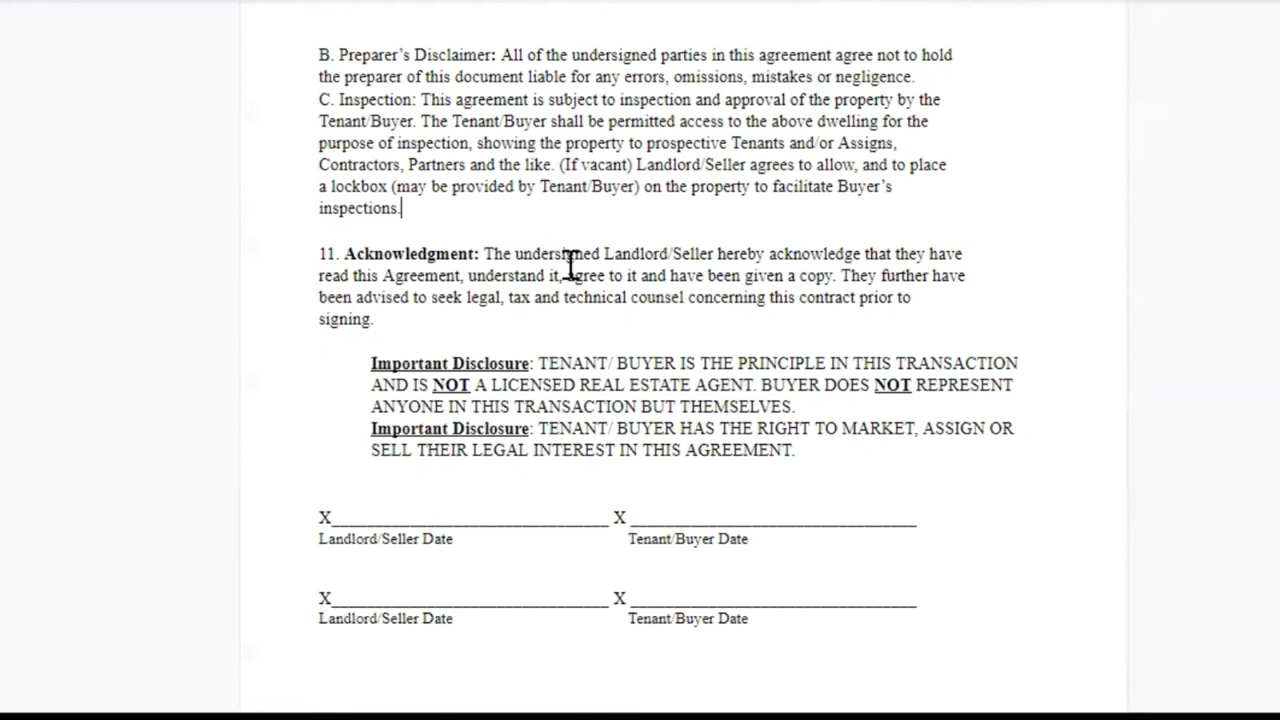 B. Preparer's Disclaimer: All of the undersigned parties in this agreement agree not to hold
the preparer of this document liable for any errors, omissions, mistakes or negligence.
C. Inspection: This agreement is subject to inspection and approval of the property by the
Tenant/Buyer. The Tenant/Buyer shall be permitted access to the above dwelling for the
purpose of inspection, showing the property to prospective Tenants and/or Assigns,
Contractors, Partners and the like. (If vacant) Landlord/Seller agrees to allow, and to place
a lockbox (may be provided by Tenant/Buyer) on the property to facilitate Buyer's
inspections.
11. Acknowledgment: The undersigned Landlord/Seller hereby acknowledge that they have
read this Agreement, understand it, agree to it and have been given a copy. They further have
been advised to seek legal, tax and technical counsel concerning this contract prior to
signing.
Important Disclosure: TENANT/ BUYER IS THE PRINCIPLE IN THIS TRANSACTION
AND IS NOT A LICENSED REAL ESTATE AGENT. BUYER DOES NOT REPRESENT
ANYONE IN THIS TRANSACTION BUT THEMSELVES.
Important Disclosure: TENANT/ BUYER HAS THE RIGHT TO MARKET, ASSIGN OR
SELL THEIR LEGAL INTEREST IN THIS AGREEMENT.
X______________________________ X ______________________________
Landlord/Seller Date Tenant/Buyer Date
X______________________________ X ______________________________
Landlord/Seller Date Tenant/Buyer Date